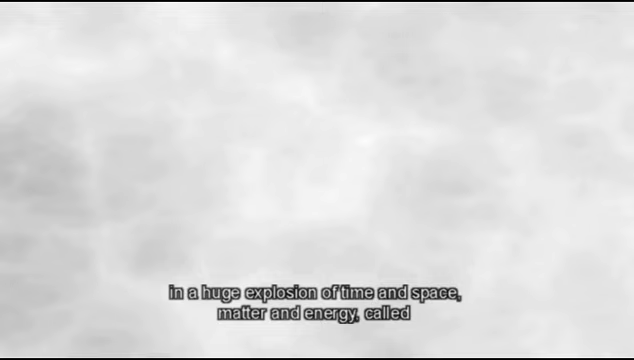 in a huge explosion of time and space,
matter and energy, called